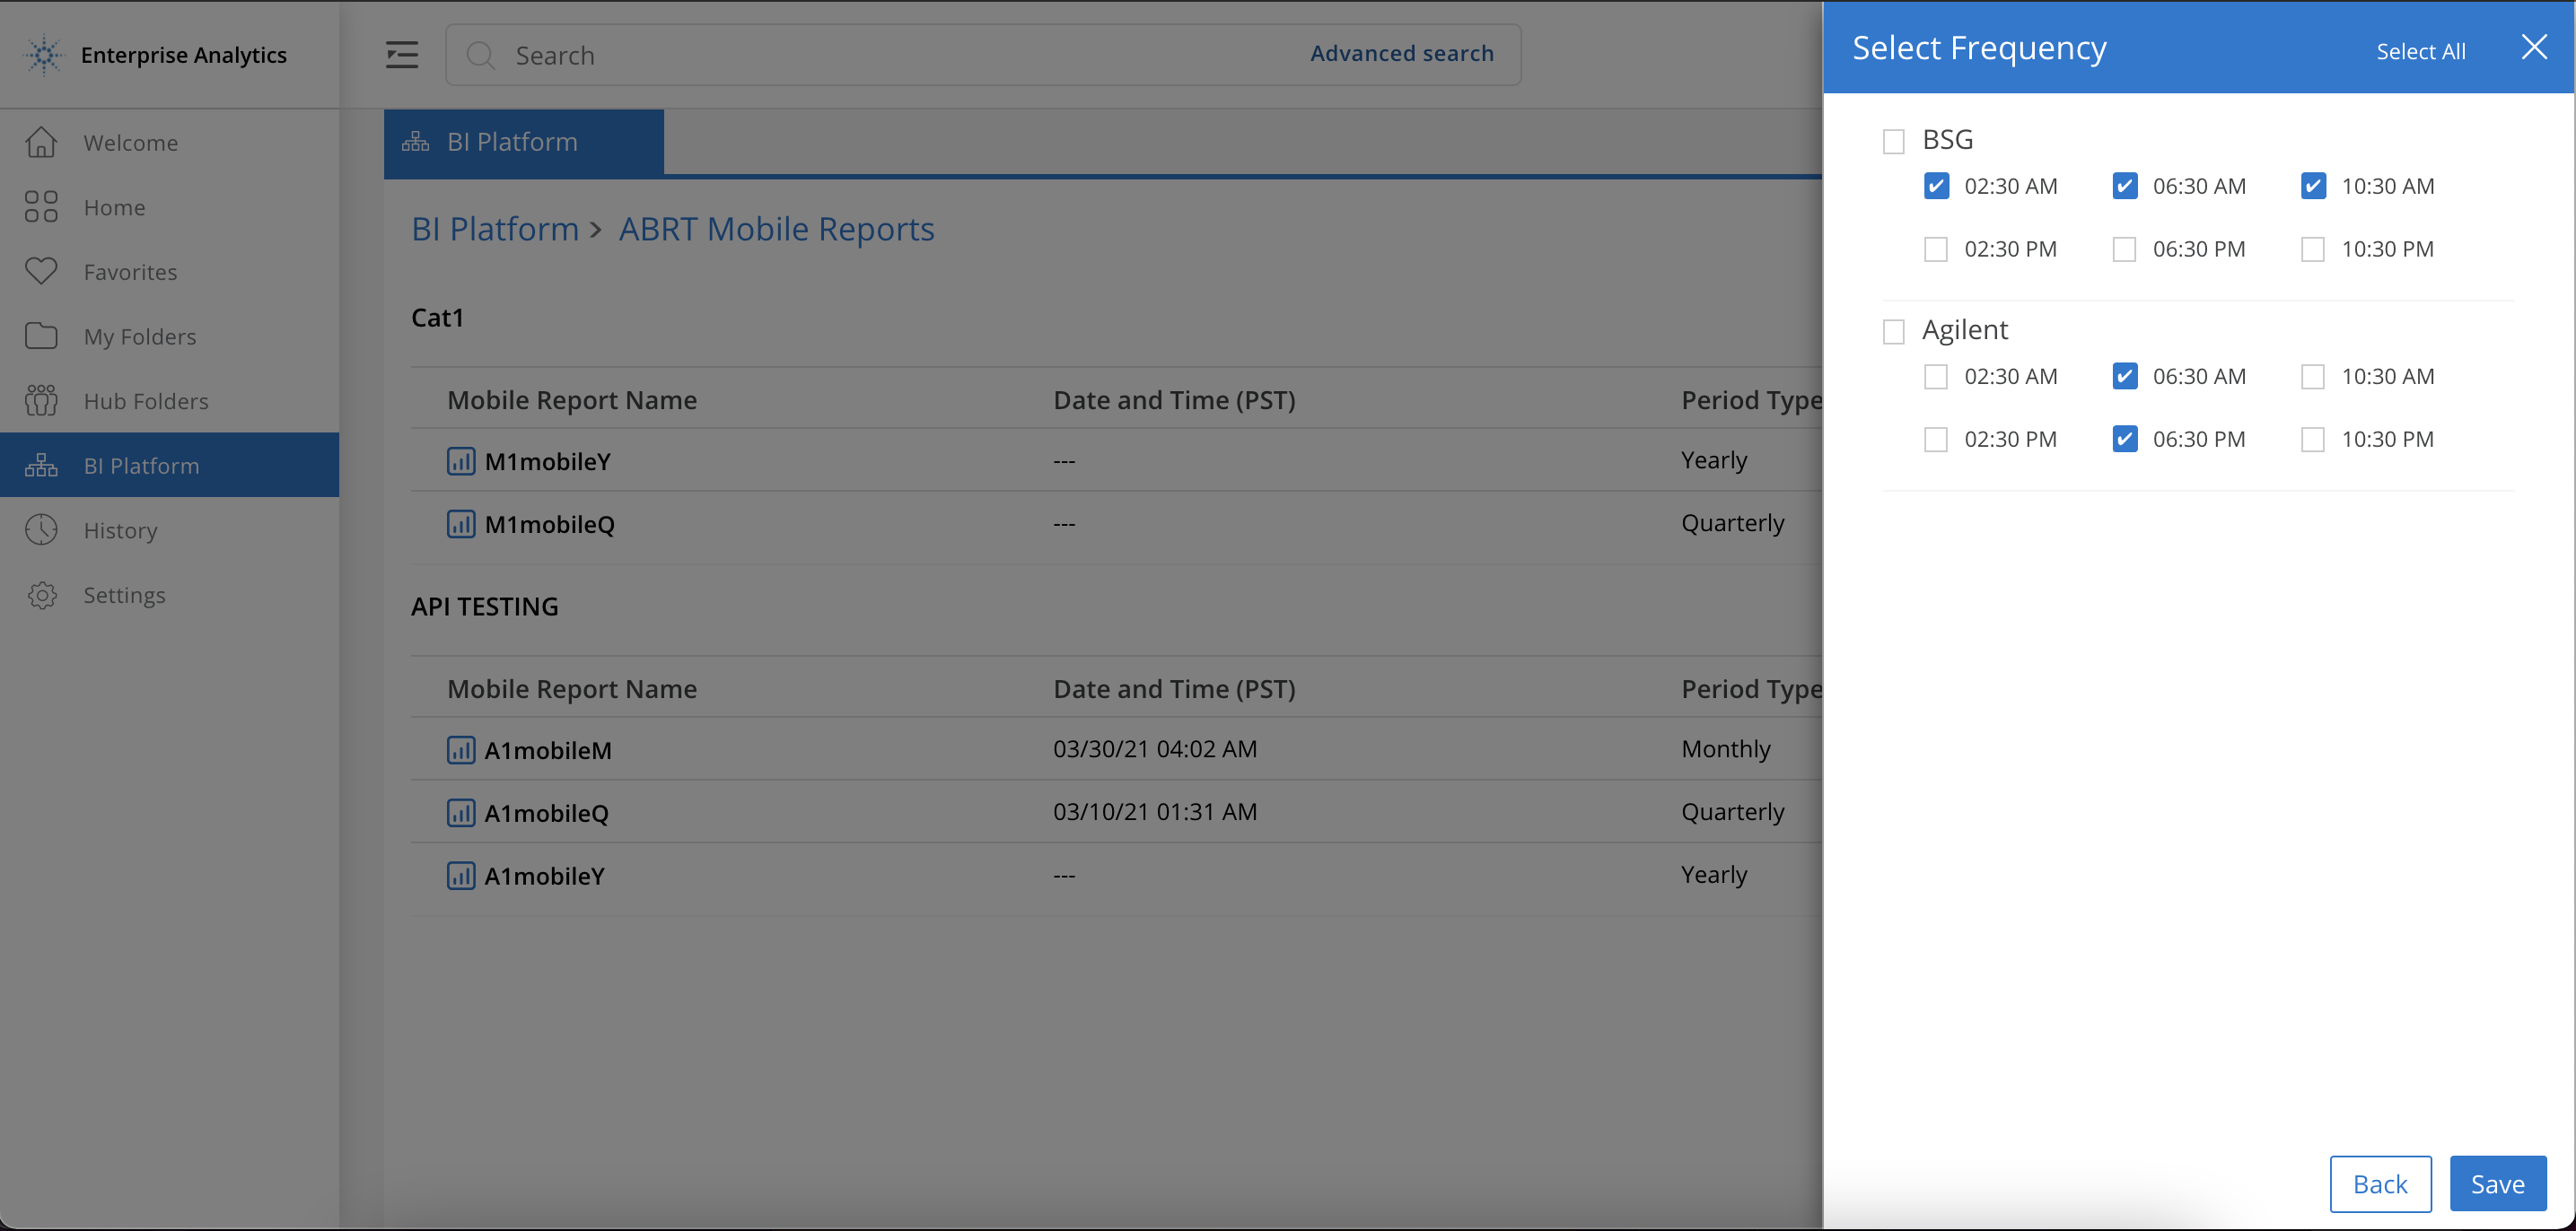 Enterprise Analytics
Welcome
Home
Favorites
My Folders
Hub Folders
BI Platform
History
Settings
Search
Advanced search
BI Platform
BI Platform > ABRT Mobile Reports
Cat1
Mobile Report Name Date and Time (PST) Period Type
M1mobileY --- Yearly
M1mobileQ --- Quarterly
API TESTING
Mobile Report Name Date and Time (PST) Period Type
A1mobileM 03/30/21 04:02 AM Monthly
A1mobileQ 03/10/21 01:31 AM Quarterly
A1mobileY --- Yearly
Select Frequency Select All
BSG
02:30 AM 06:30 AM 10:30 AM
02:30 PM 06:30 PM 10:30 PM
Agilent
02:30 AM 06:30 AM 10:30 AM
02:30 PM 06:30 PM 10:30 PM
Back Save